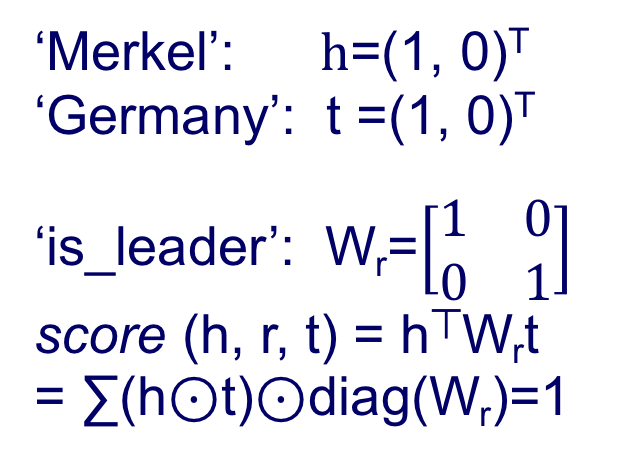 ‘Merkel’: h=(1, 0)ᵀ
‘Germany’: t =(1, 0)ᵀ
‘is_leader’: Wᵣ=[1 0
0 1]
score (h, r, t) = h⊤Wᵣt
= ∑(h⊙t)⊙diag(Wᵣ)=1